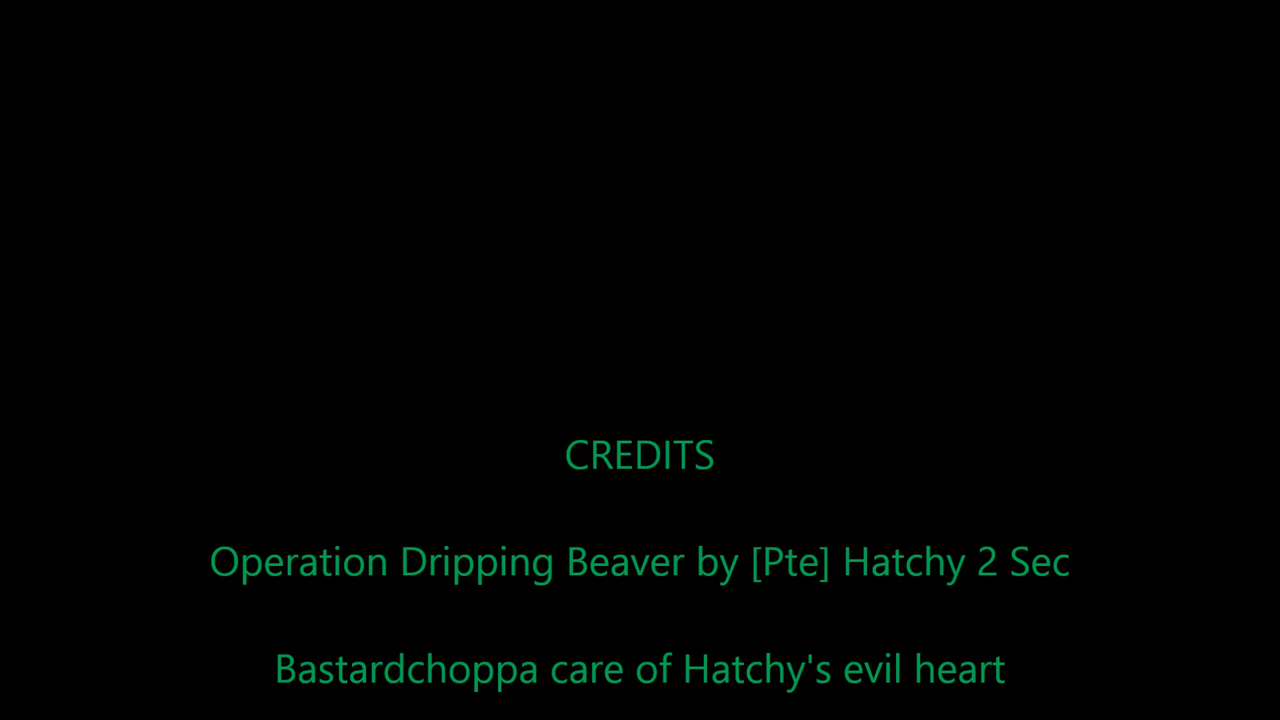 CREDITS
Operation Dripping Beaver by [Pte] Hatchy 2 Sec
Bastardchoppa care of Hatchy's evil heart